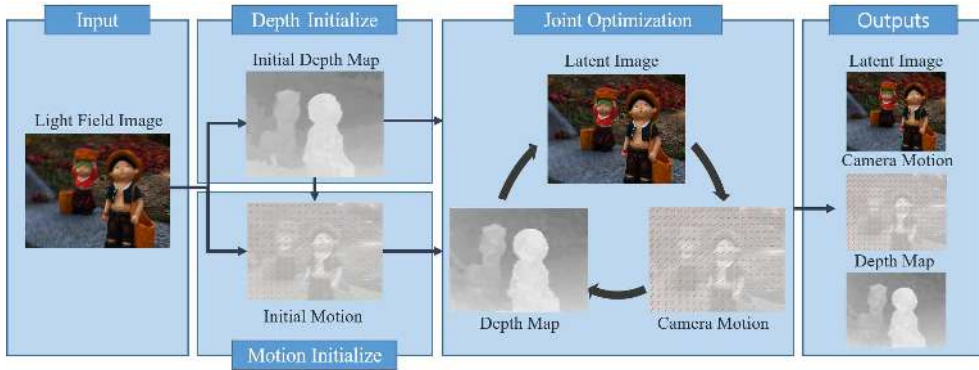 Input
Depth Initialize
Joint Optimization
Outputs
Initial Depth Map
Light Field Image
Initial Motion
Motion Initialize
Latent Image
Depth Map
Camera Motion
Latent Image
Camera Motion
Depth Map